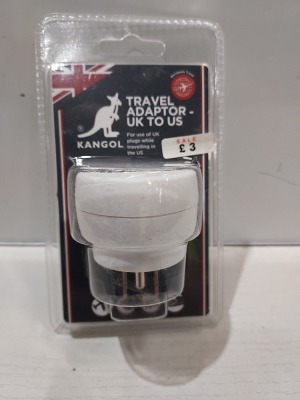 TRAVEL
ADAPTOR -
UK TO US
KANGOL
For use of UK
plugs while
travelling in
the US
SALE
£3